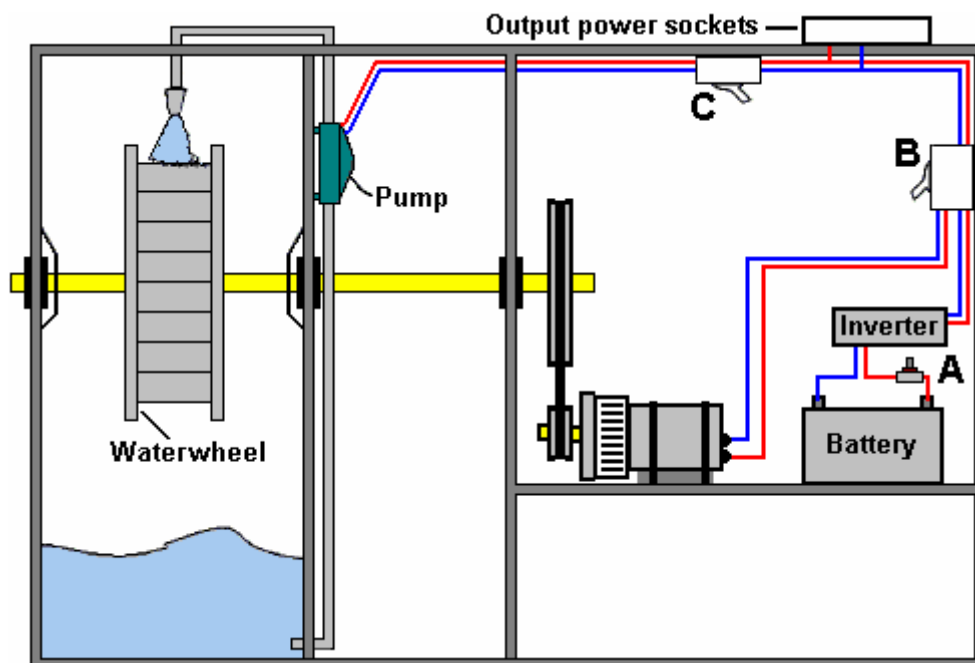 Output power sockets
C
B
Pump
Inverter
A
Waterwheel
Battery